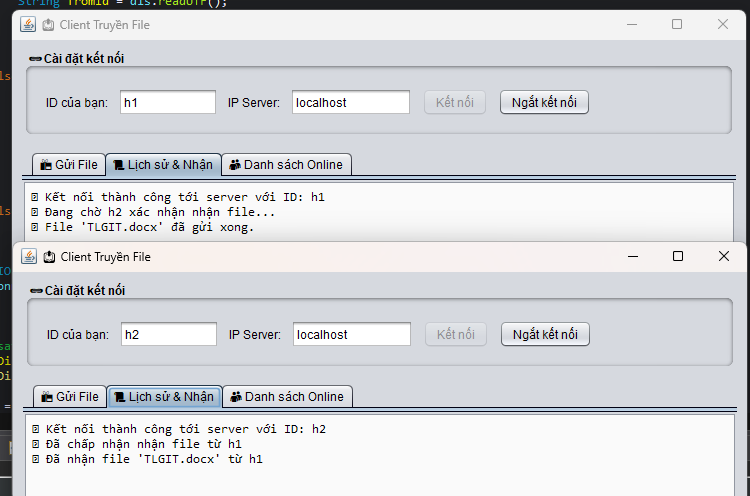 String fromId = dis.readUTF();
Client Truyền File
Cài đặt kết nối
ID của bạn: h1 IP Server: localhost Kết nối Ngắt kết nối
Gửi File Lịch sử & Nhận Danh sách Online
Kết nối thành công tới server với ID: h1
Đang chờ h2 xác nhận nhận file...
File 'TLGIT.docx' đã gửi xong.
Client Truyền File
Cài đặt kết nối
ID của bạn: h2 IP Server: localhost Kết nối Ngắt kết nối
Gửi File Lịch sử & Nhận Danh sách Online
Kết nối thành công tới server với ID: h2
Đã chấp nhận nhận file từ h1
Đã nhận file 'TLGIT.docx' từ h1